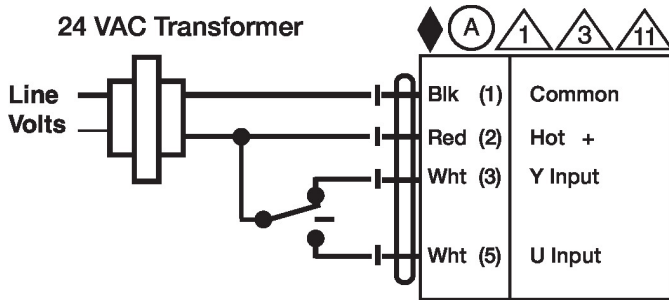 24 VAC Transformer
A 1 3 11
Line
Volts
Blk (1) Common
Red (2) Hot +
Wht (3) Y Input
Wht (5) U Input